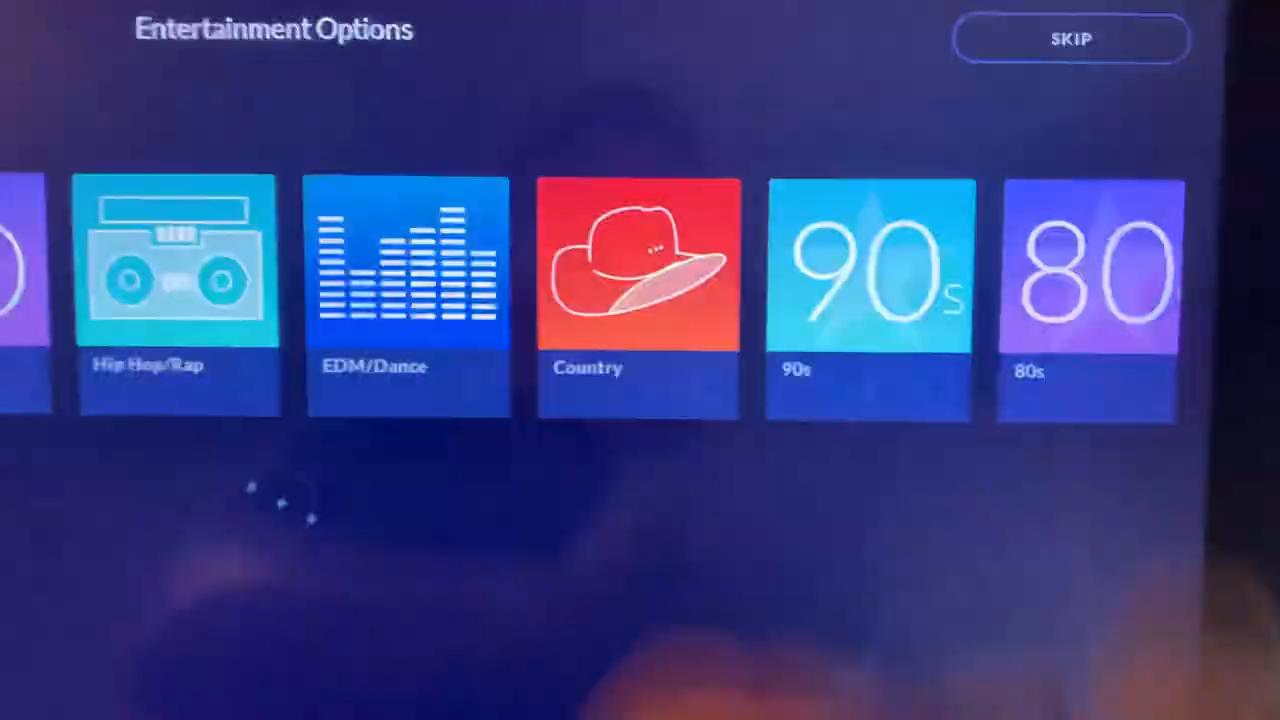 Entertainment Options
SKIP
90s
80
Hip Hop/Rap
EDM/Dance
Country
90s
80s